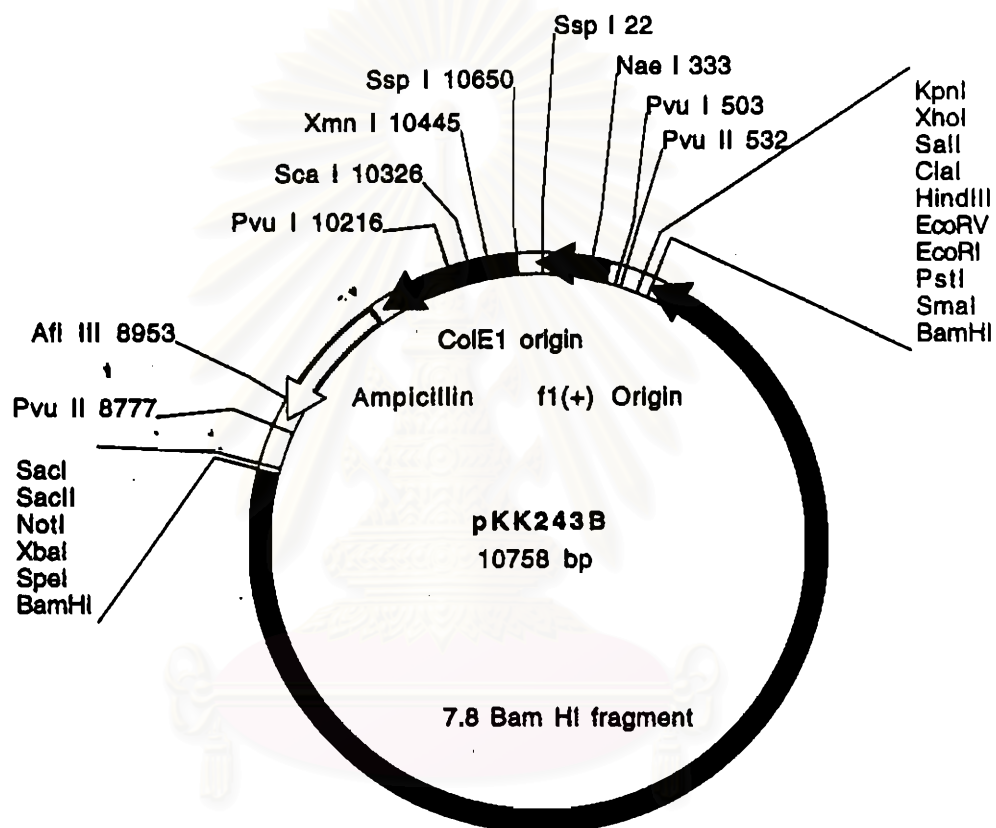 Ssp I 22
Ssp I 10650
Nae I 333
Xmn I 10445
Pvu I 503
Pvu II 532
Sca I 10326
Pvu I 10216
KpnI
XhoI
SalI
ClaI
HindIII
EcoRV
EcoRI
PstI
SmaI
BamHI
Afl III 8953
Pvu II 8777
ColE1 origin
Ampicillin
f1(+) Origin
SacI
SacII
NotI
XbaI
SpeI
BamHI
pKK243B
10758 bp
7.8 Bam HI fragment